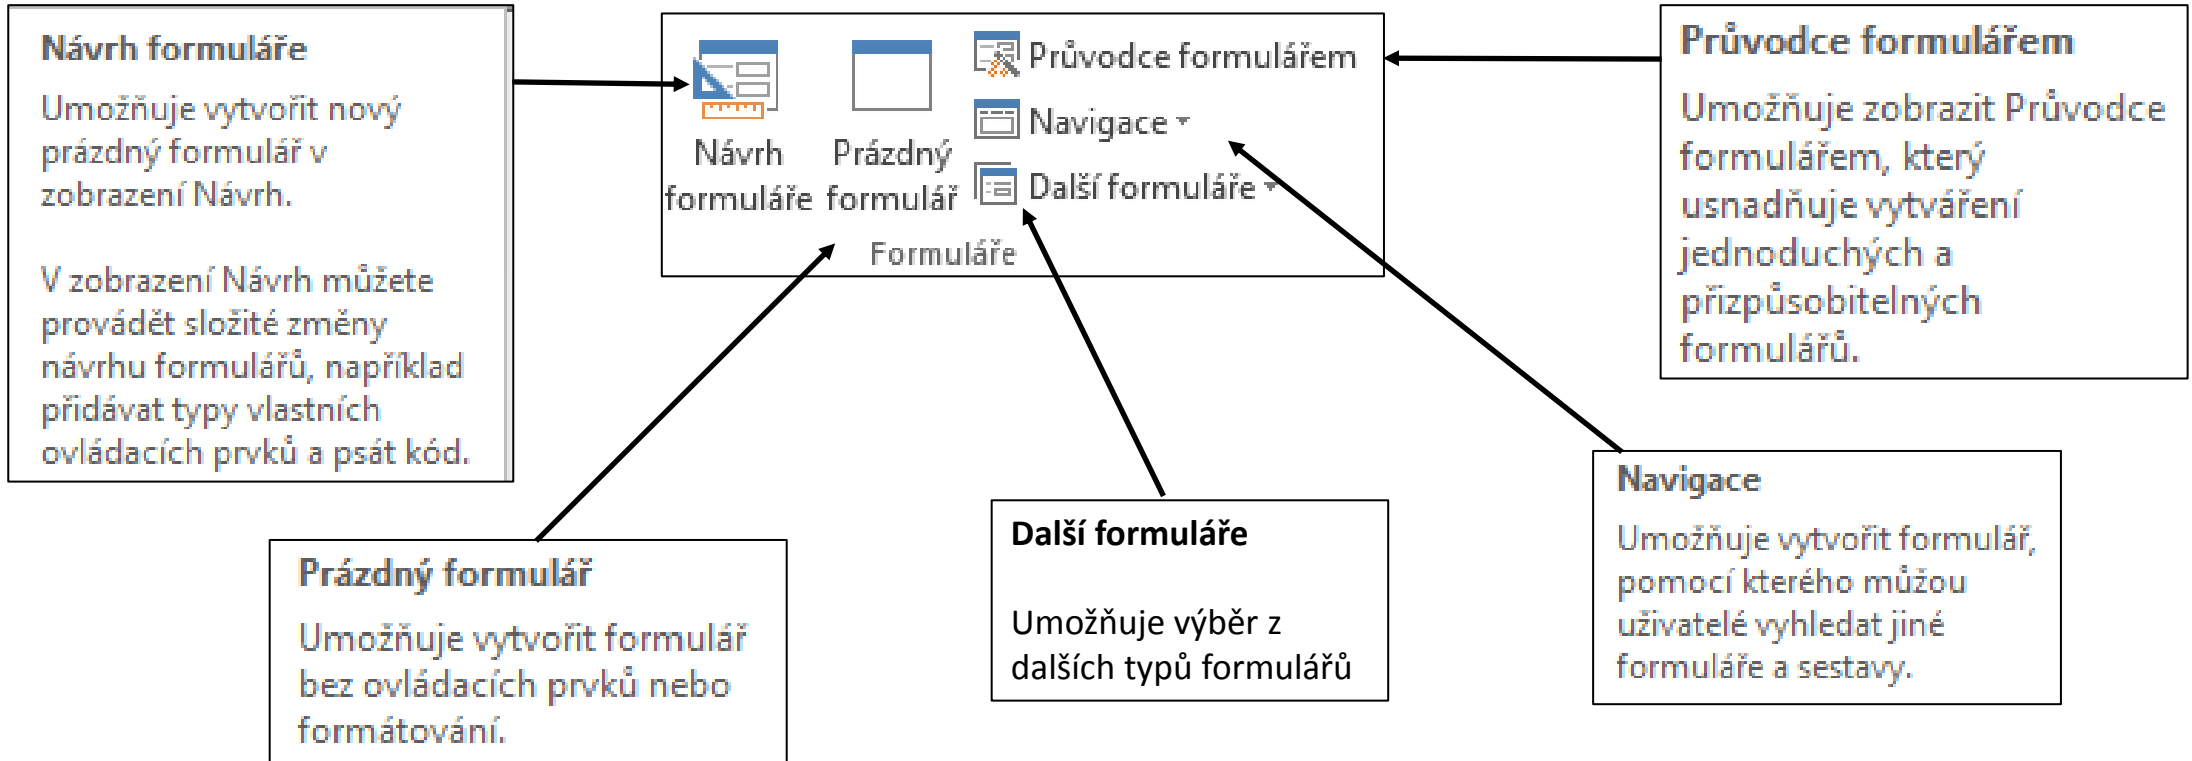 Návrh formuláře
Umožňuje vytvořit nový
prázdný formulář v
zobrazení Návrh.
V zobrazení Návrh můžete
provádět složité změny
návrhu formulářů, například
přidávat typy vlastních
ovládacích prvků a psát kód.
Návrh
formuláře
Prázdný
formulář
Průvodce formulářem
Navigace
Další formuláře
Formuláře
Průvodce formulářem
Umožňuje zobrazit Průvodce
formulářem, který
usnadňuje vytváření
jednoduchých a
přizpůsobitelných
formulářů.
Prázdný formulář
Umožňuje vytvořit formulář
bez ovládacích prvků nebo
formátování.
Další formuláře
Umožňuje výběr z
dalších typů formulářů
Navigace
Umožňuje vytvořit formulář,
pomocí kterého můžou
uživatelé vyhledat jiné
formuláře a sestavy.